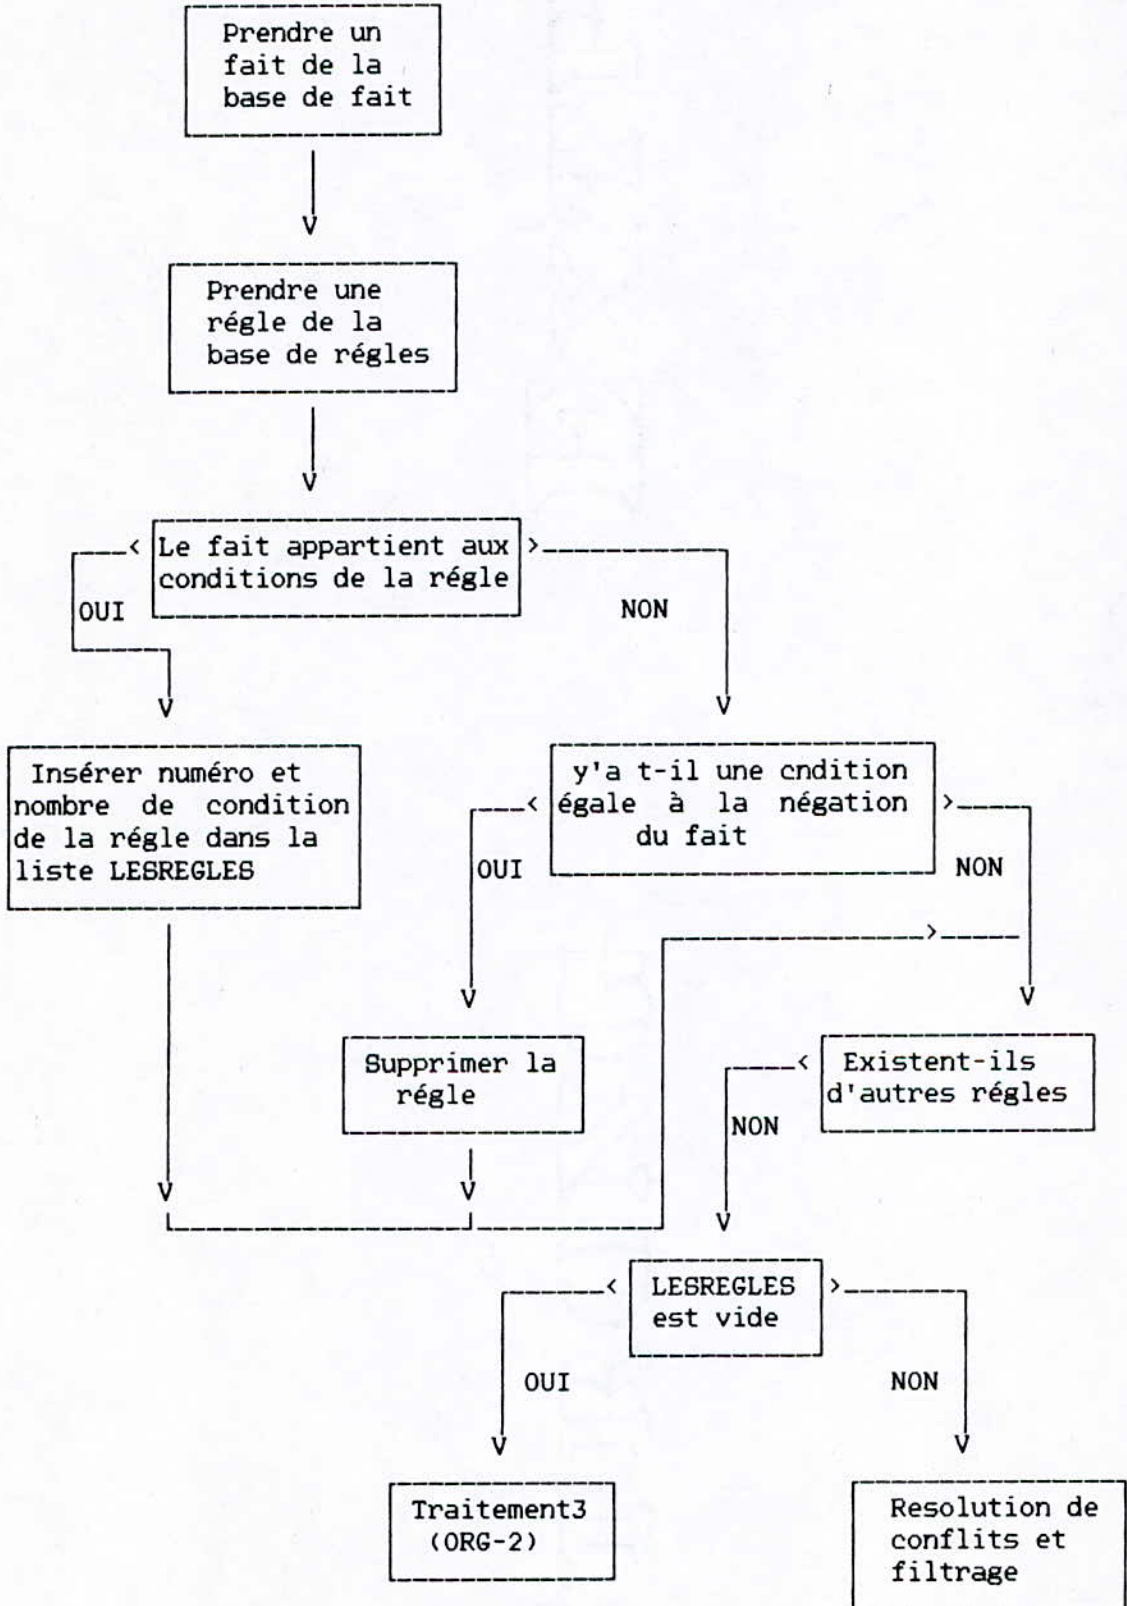 Prendre un
fait de la
base de fait
V
Prendre une
régle de la
base de régles
V
< Le fait appartient aux >
conditions de la régle
OUI
NON
V
V
Insérer numéro et
nombre de condition
de la régle dans la
liste LESREGLES
y'a t-il une cndition
< égale à la négation >
du fait
OUI
NON
>
V
V
Supprimer la
régle
< Existent-ils
d'autres régles
NON
V
V
V
< LESREGLES >
est vide
OUI
NON
V
V
Traitement3
(ORG-2)
Resolution de
conflits et
filtrage